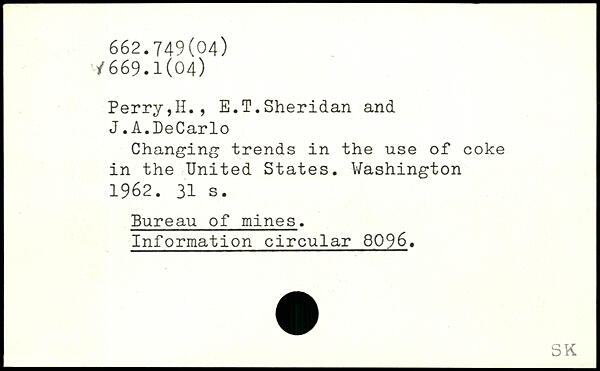 662.749(04)
√669.1(04)
Perry,H., E.T.Sheridan and
J.A.DeCarlo
Changing trends in the use of coke
in the United States. Washington
1962. 31 s.
Bureau of mines.
Information circular 8096.
SK